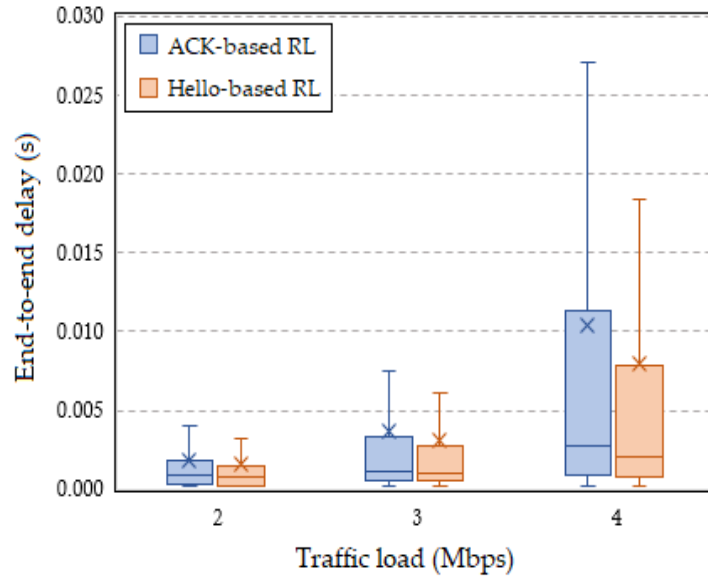 0.030
0.025
0.020
0.015
0.010
0.005
0.000
End-to-end delay (s)
ACK-based RL
Hello-based RL
2 3 4
Traffic load (Mbps)